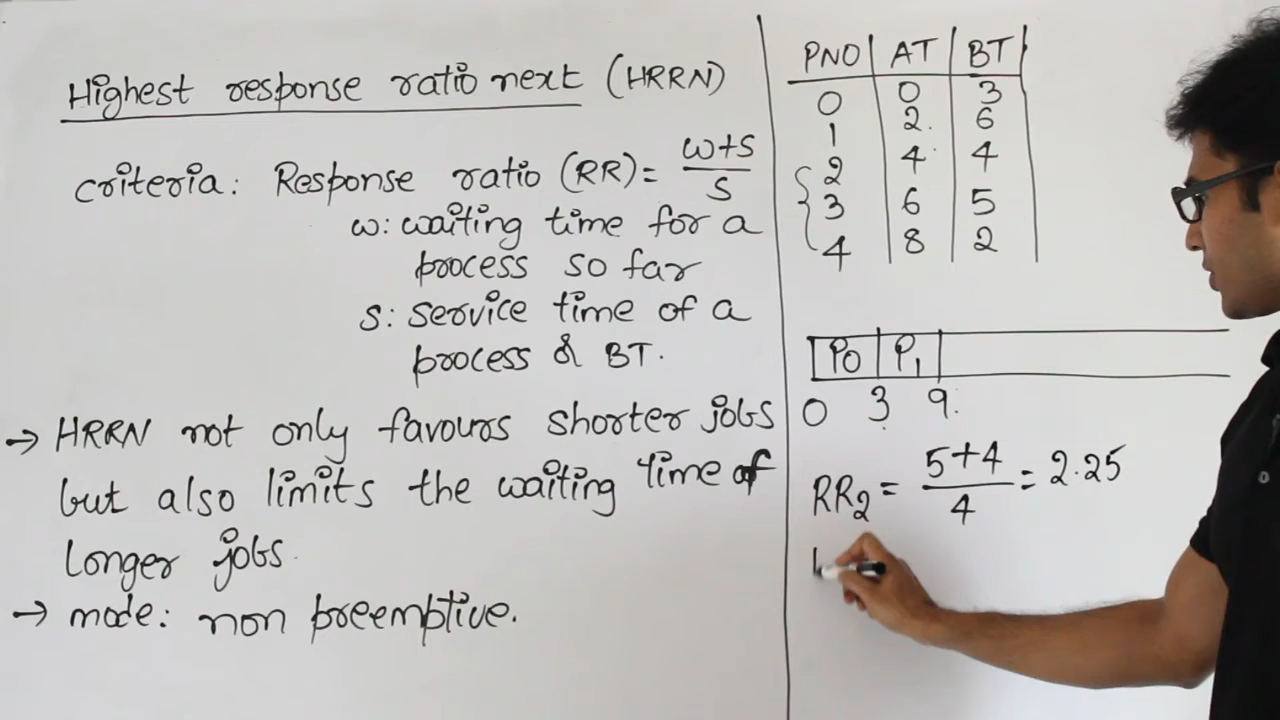 Highest response ratio next (HRRN)
criteria: Response ratio (RR)= w+s
s
w: waiting time for a
process so far
s: service time of a
process & BT.
→ HRRN not only favours shorter jobs
but also limits the waiting time of
longer jobs.
→ mode: non preemptive.
PNO AT BT
0 0 3
1 2 6
2 4 4
3 6 5
4 8 2
P0 P1
0 3 9
RR2 = 5+4 = 2.25
4